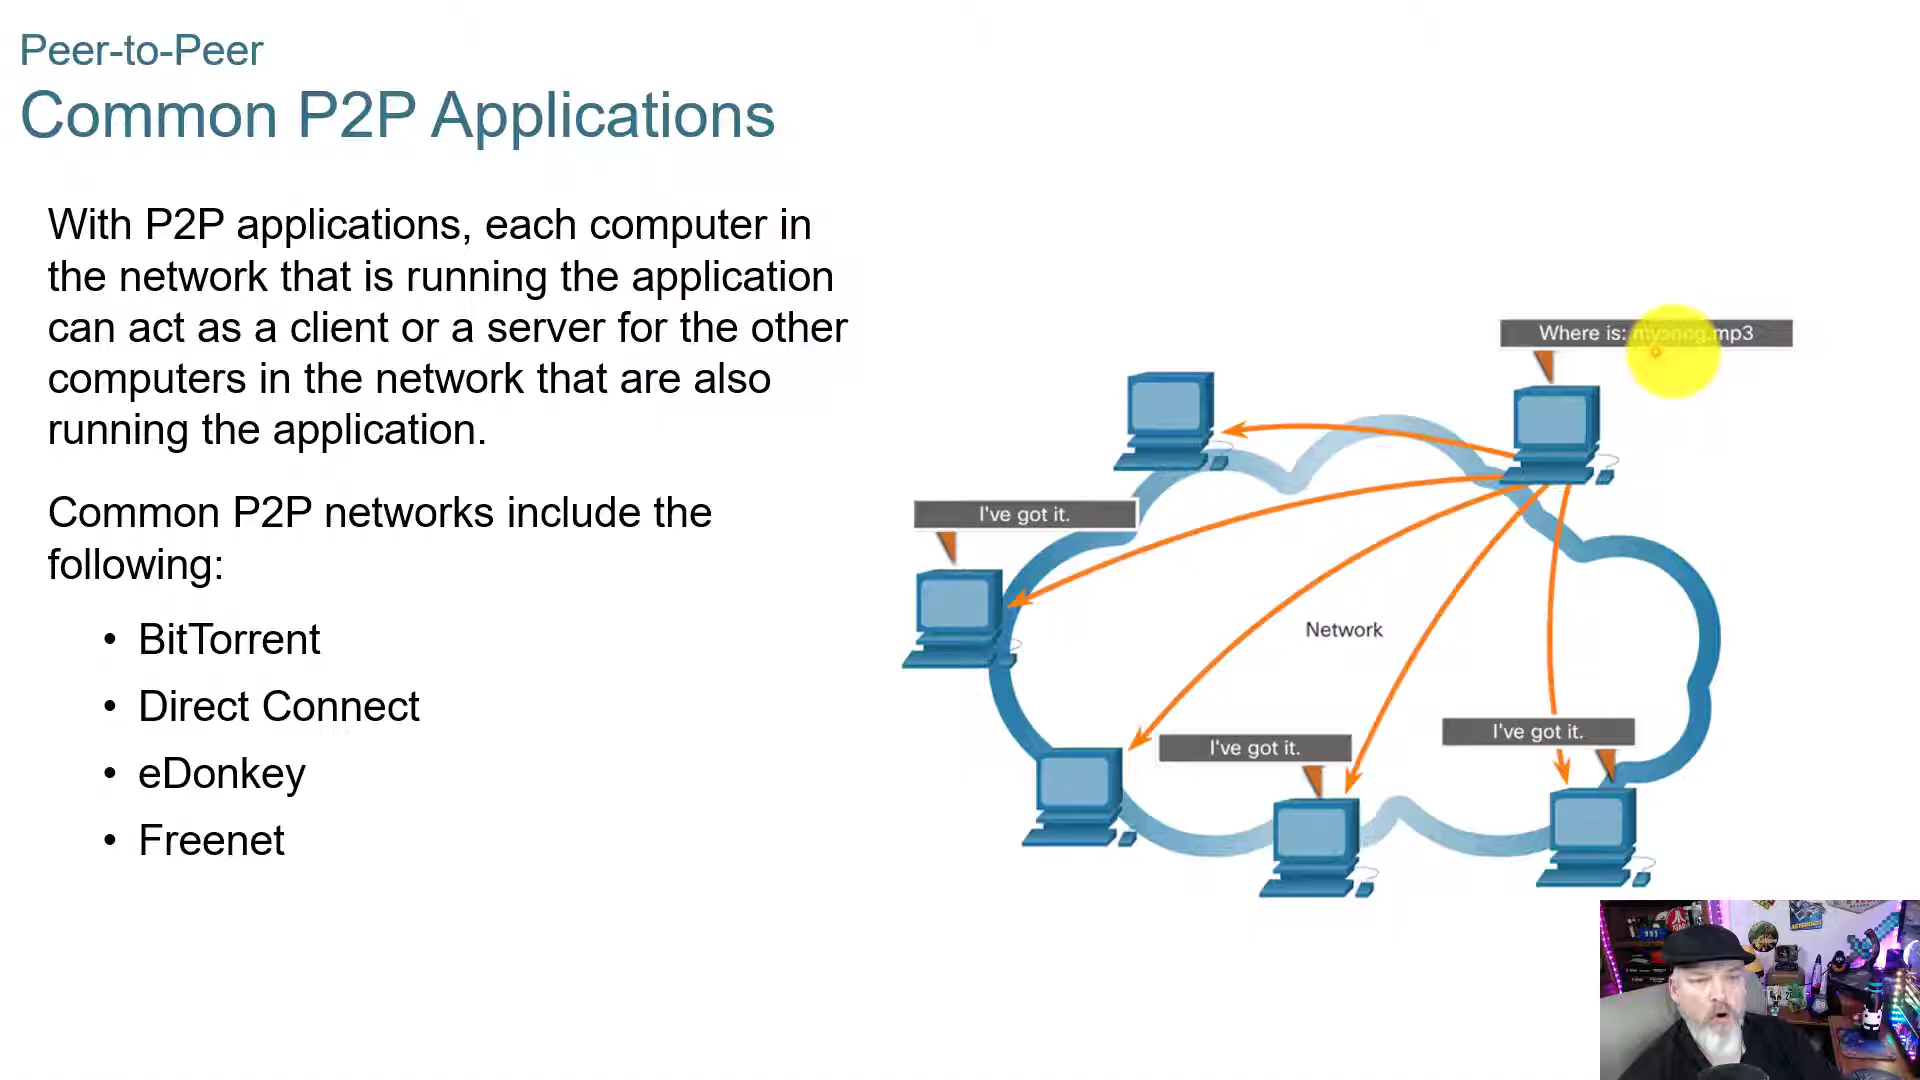 Peer-to-Peer
Common P2P Applications
With P2P applications, each computer in
the network that is running the application
can act as a client or a server for the other
computers in the network that are also
running the application.
Common P2P networks include the
following:
• BitTorrent
• Direct Connect
• eDonkey
• Freenet
Where is: mysong.mp3
I've got it.
Network
I've got it.
I've got it.